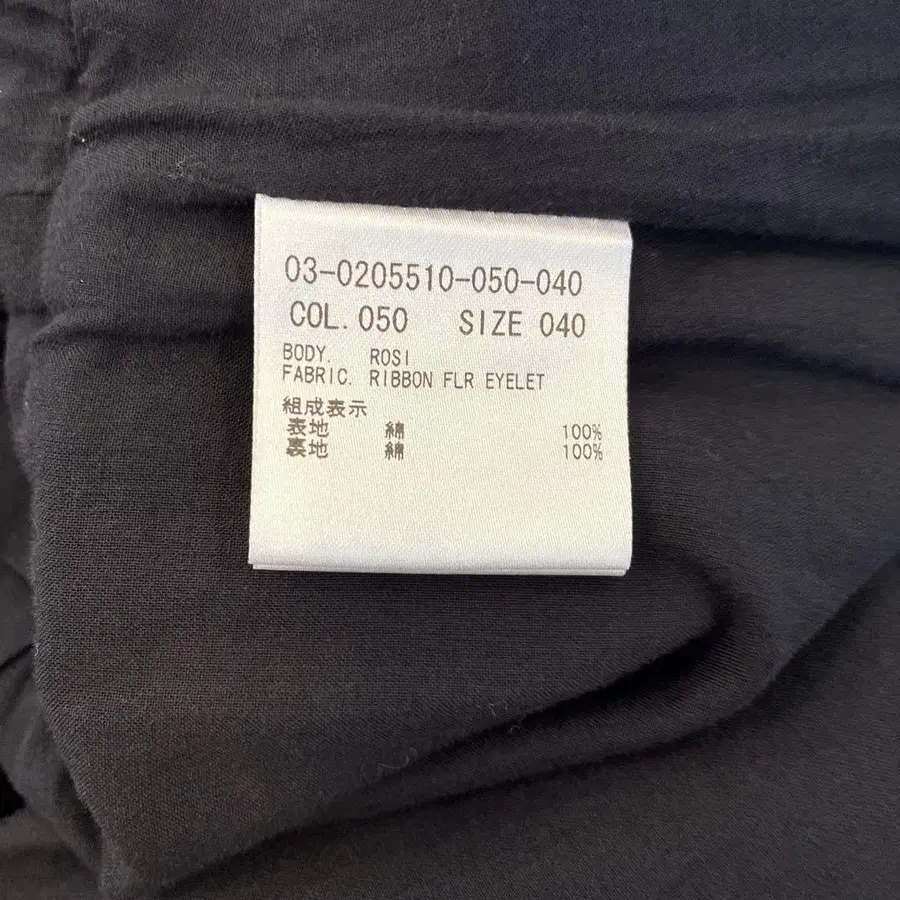 03-0205510-050-040
COL. 050 SIZE 040
BODY. ROSI
FABRIC. RIBBON FLR EYELET
組成表示
表地 綿 100%
裏地 綿 100%